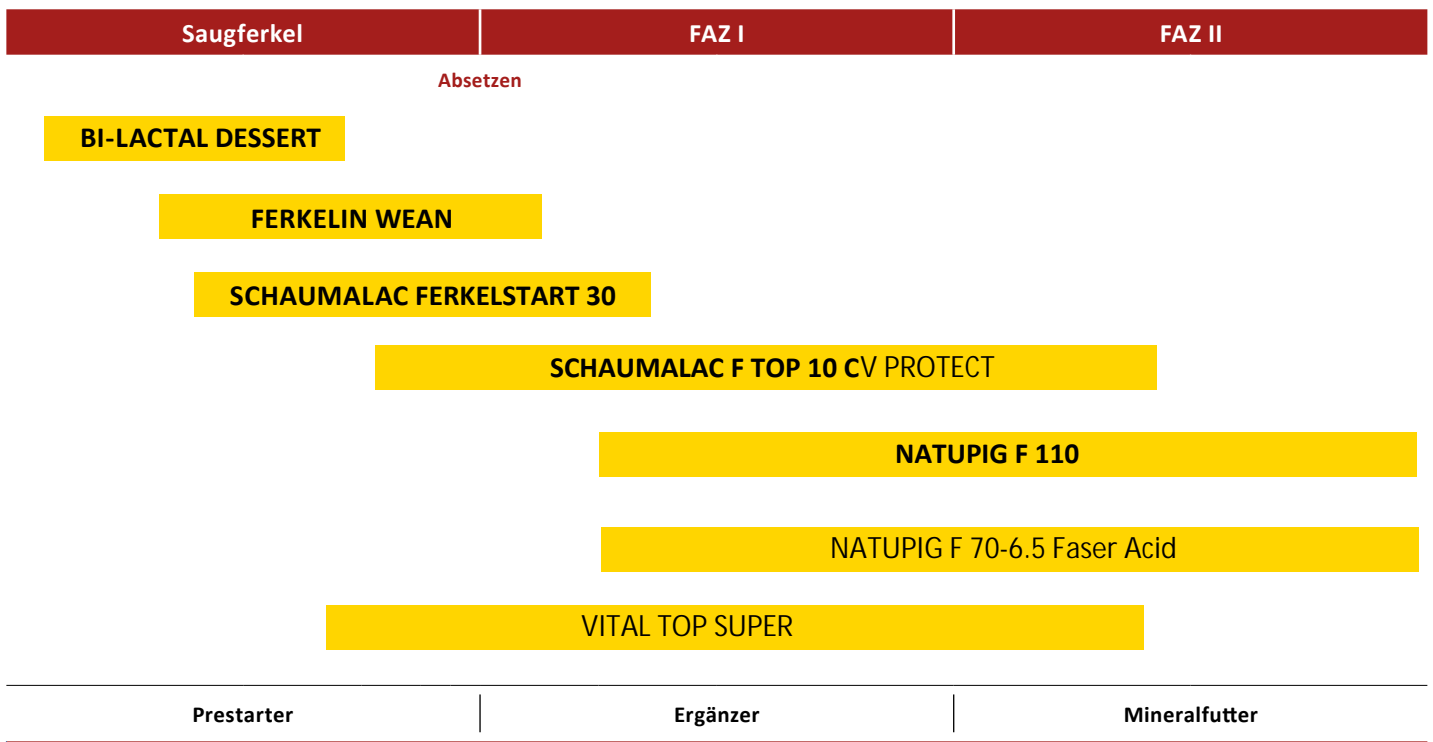 Saugferkel FAZ I FAZ II
Absetzen
BI-LACTAL DESSERT
FERKELIN WEAN
SCHAUMALAC FERKELSTART 30
SCHAUMALAC F TOP 10 CV PROTECT
NATUPIG F 110
NATUPIG F 70-6.5 Faser Acid
VITAL TOP SUPER
Prestarter Ergänzer Mineralfutter